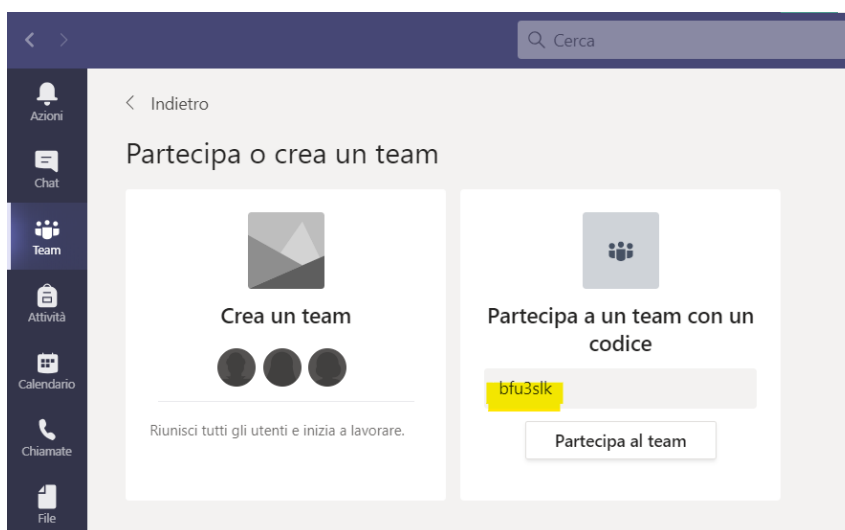 Cerca
Azioni
Chat
Team
Attività
Calendario
Chiamate
File
Indietro
Partecipa o crea un team
Crea un team
Riunisci tutti gli utenti e inizia a lavorare.
Partecipa a un team con un
codice
bfu3slk
Partecipa al team